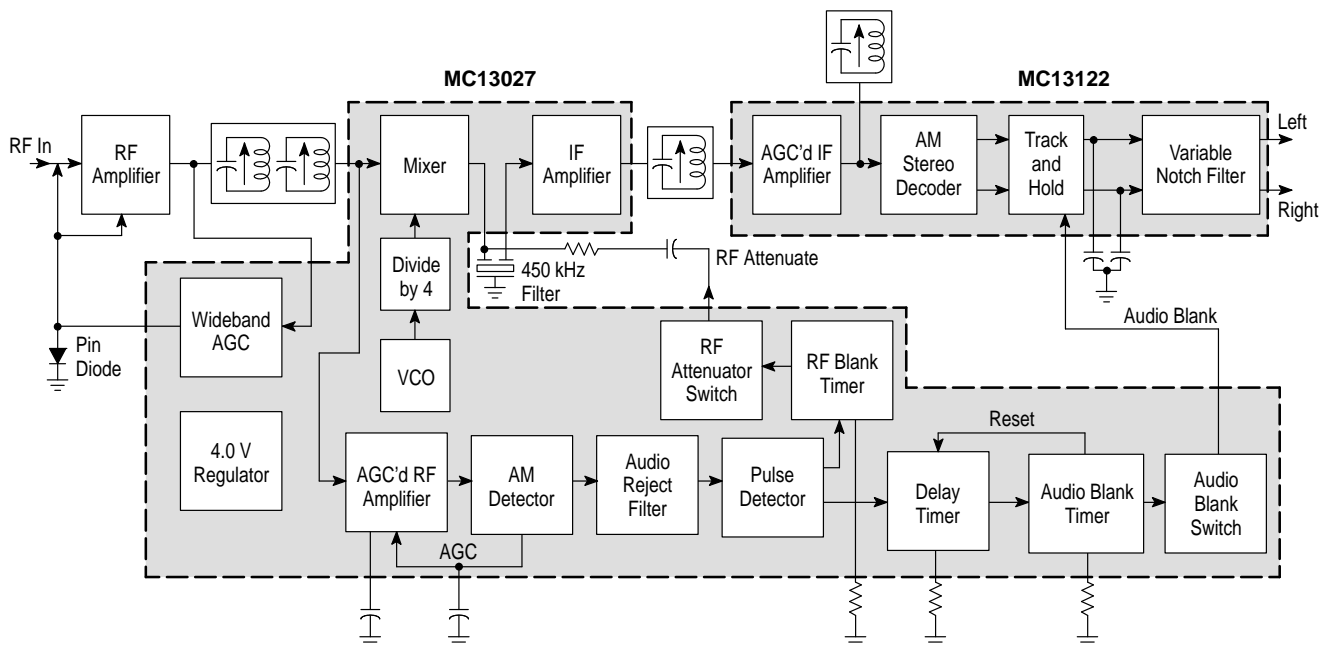 MC13027
MC13122
RF In
RF
Amplifier
Mixer
IF
Amplifier
AGC'd IF
Amplifier
AM
Stereo
Decoder
Track
and
Hold
Variable
Notch Filter
Left
Right
Wideband
AGC
Pin
Diode
Divide
by 4
450 kHz
Filter
RF Attenuate
VCO
RF
Attenuator
Switch
RF Blank
Timer
Audio Blank
4.0 V
Regulator
AGC'd RF
Amplifier
AM
Detector
Audio
Reject
Filter
Pulse
Detector
Reset
Delay
Timer
Audio Blank
Timer
Audio
Blank
Switch
AGC